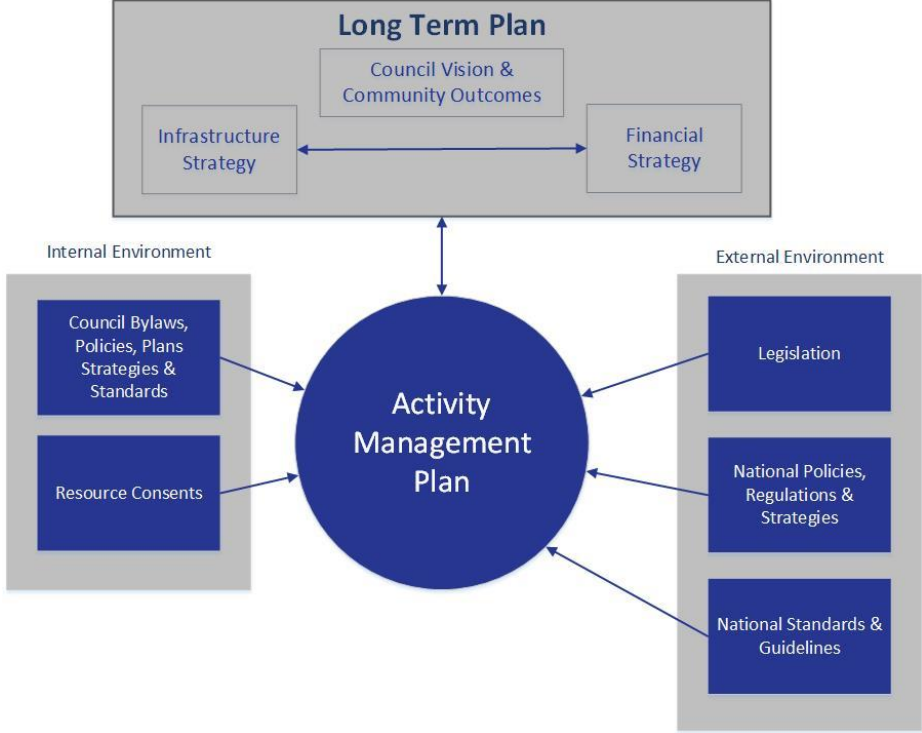 Long Term Plan
Council Vision &
Community Outcomes
Infrastructure
Strategy
Financial
Strategy
Internal Environment
External Environment
Council Bylaws,
Policies, Plans
Strategies &
Standards
Resource Consents
Activity
Management
Plan
Legislation
National Policies,
Regulations &
Strategies
National Standards &
Guidelines